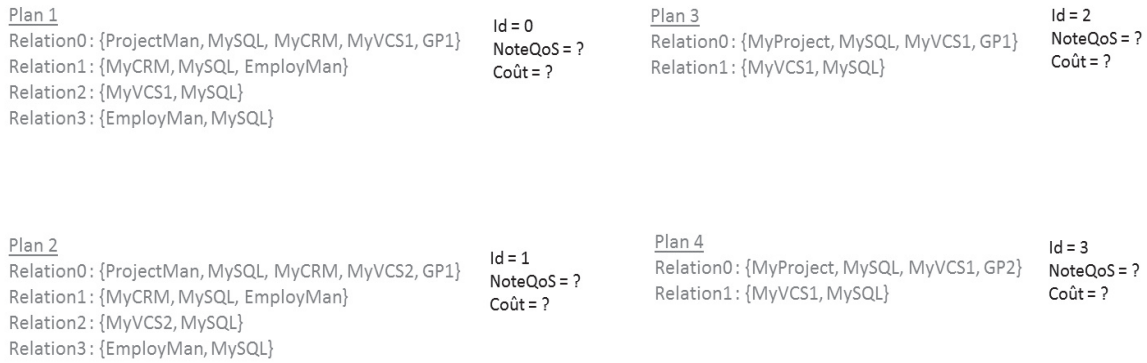 Plan 1
Relation0 : {ProjectMan, MySQL, MyCRM, MyVCS1, GP1}
Relation1 : {MyCRM, MySQL, EmployMan}
Relation2 : {MyVCS1, MySQL}
Relation3 : {EmployMan, MySQL}
Id = 0
NoteQoS = ?
Coût = ?
Plan 3
Relation0 : {MyProject, MySQL, MyVCS1, GP1}
Relation1 : {MyVCS1, MySQL}
Id = 2
NoteQoS = ?
Coût = ?
Plan 2
Relation0 : {ProjectMan, MySQL, MyCRM, MyVCS2, GP1}
Relation1 : {MyCRM, MySQL, EmployMan}
Relation2 : {MyVCS2, MySQL}
Relation3 : {EmployMan, MySQL}
Id = 1
NoteQoS = ?
Coût = ?
Plan 4
Relation0 : {MyProject, MySQL, MyVCS1, GP2}
Relation1 : {MyVCS1, MySQL}
Id = 3
NoteQoS = ?
Coût = ?